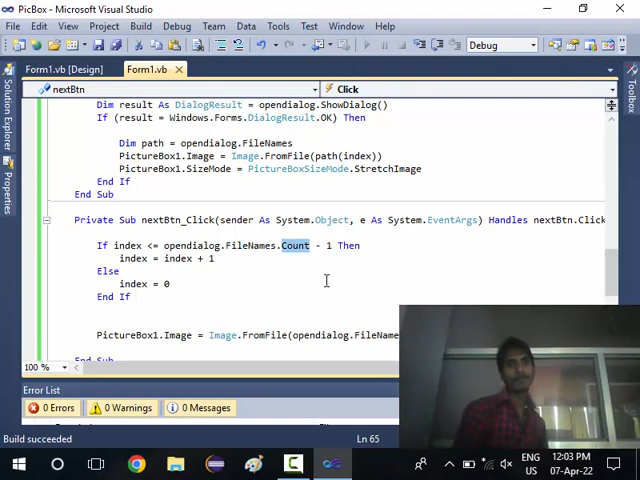 PicBox - Microsoft Visual Studio
File Edit View Project Build Debug Team Data Tools Test Window Help
Debug
Form1.vb [Design] Form1.vb
nextBtn Click
Solution Explorer
Properties
Toolbox
Dim result As DialogResult = opendialog.ShowDialog()
If (result = Windows.Forms.DialogResult.OK) Then
Dim path = opendialog.FileNames
PictureBox1.Image = Image.FromFile(path(index))
PictureBox1.SizeMode = PictureBoxSizeMode.StretchImage
End If
End Sub
Private Sub nextBtn_Click(sender As System.Object, e As System.EventArgs) Handles nextBtn.Click
If index <= opendialog.FileNames.Count - 1 Then
index = index + 1
Else
index = 0
End If
PictureBox1.Image = Image.FromFile(opendialog.FileName
End Sub
100 %
Error List
0 Errors 0 Warnings 0 Messages
Build succeeded Ln 65
ENG
US
12:03 PM
07-Apr-22